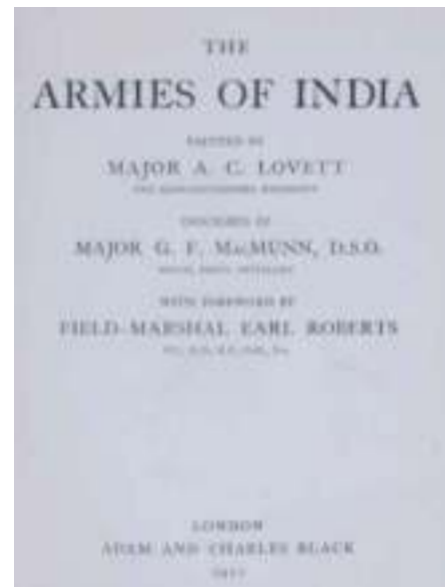 THE
ARMIES OF INDIA
PAINTED BY
MAJOR A. C. LOVETT
DESCRIBED BY
MAJOR G. F. MACMUNN, D.S.O.
WITH FOREWORD BY
FIELD-MARSHAL EARL ROBERTS
LONDON
ADAM AND CHARLES BLACK
1911